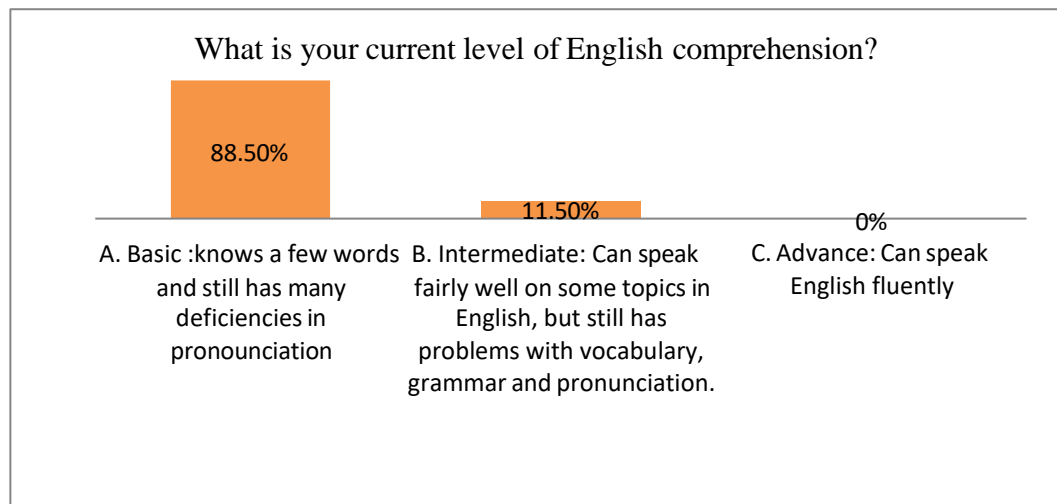 What is your current level of English comprehension?
88.50%
11.50%
0%
A. Basic :knows a few words
and still has many
deficiencies in
pronounciation
B. Intermediate: Can speak
fairly well on some topics in
English, but still has
problems with vocabulary,
grammar and pronunciation.
C. Advance: Can speak
English fluently